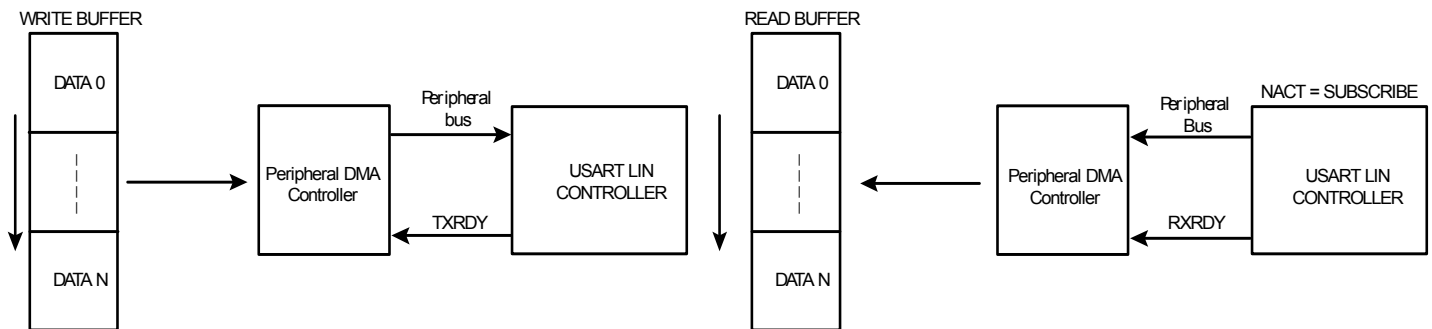 WRITE BUFFER
DATA 0
DATA N
Peripheral DMA
Controller
Peripheral
bus
TXRDY
USART LIN
CONTROLLER
READ BUFFER
DATA 0
DATA N
Peripheral DMA
Controller
Peripheral
Bus
RXRDY
NACT = SUBSCRIBE
USART LIN
CONTROLLER